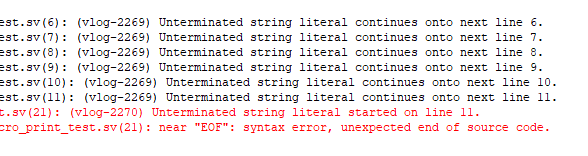 est.sv(6): (vlog-2269) Unterminated string literal continues onto next line 6.
est.sv(7): (vlog-2269) Unterminated string literal continues onto next line 7.
est.sv(8): (vlog-2269) Unterminated string literal continues onto next line 8.
est.sv(9): (vlog-2269) Unterminated string literal continues onto next line 9.
est.sv(10): (vlog-2269) Unterminated string literal continues onto next line 10.
est.sv(11): (vlog-2269) Unterminated string literal continues onto next line 11.
t.sv(21): (vlog-2270) Unterminated string literal started on line 11.
cro_print_test.sv(21): near "EOF": syntax error, unexpected end of source code.